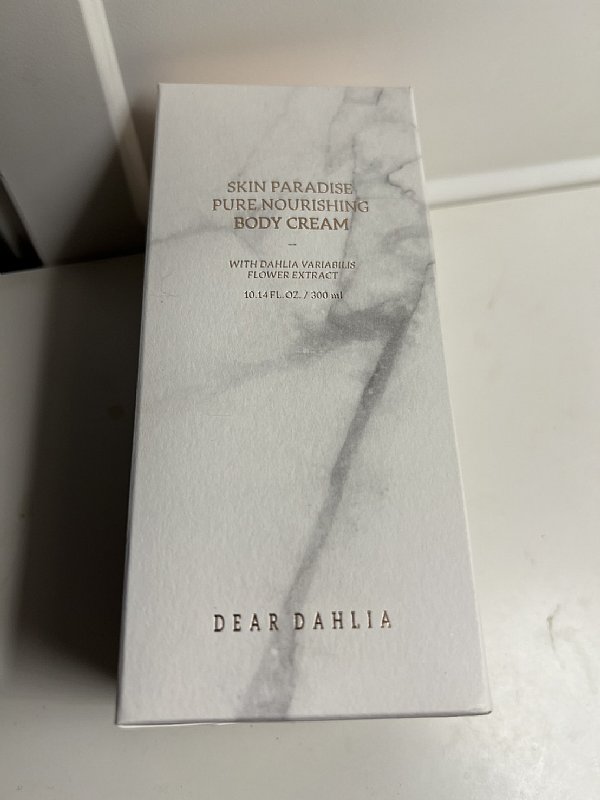 SKIN PARADISE
PURE NOURISHING
BODY CREAM
–
WITH DAHLIA VARIABILIS
FLOWER EXTRACT
10.14 FL. OZ. / 300 ml
DEAR DAHLIA